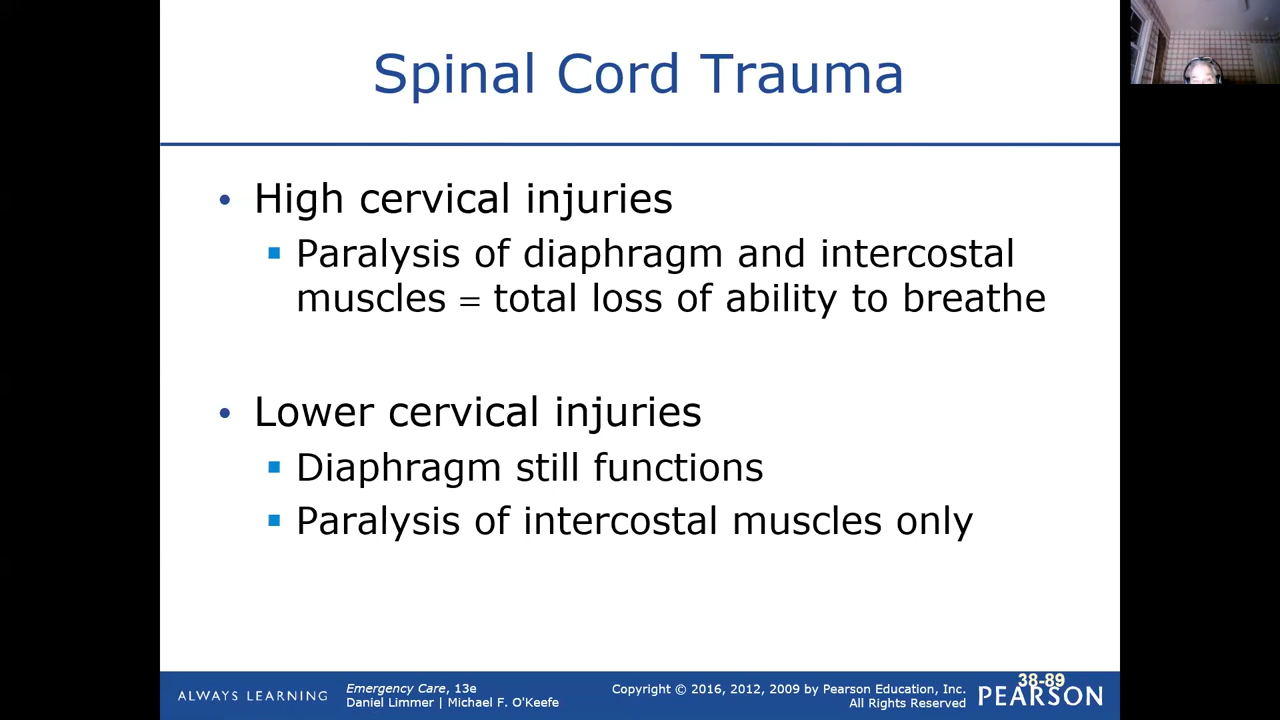 Spinal Cord Trauma
• High cervical injuries
▪ Paralysis of diaphragm and intercostal
muscles = total loss of ability to breathe
• Lower cervical injuries
▪ Diaphragm still functions
▪ Paralysis of intercostal muscles only
ALWAYS LEARNING
Emergency Care, 13e
Daniel Limmer | Michael F. O'Keefe
Copyright © 2016, 2012, 2009 by Pearson Education, Inc.
All Rights Reserved
38-89
PEARSON